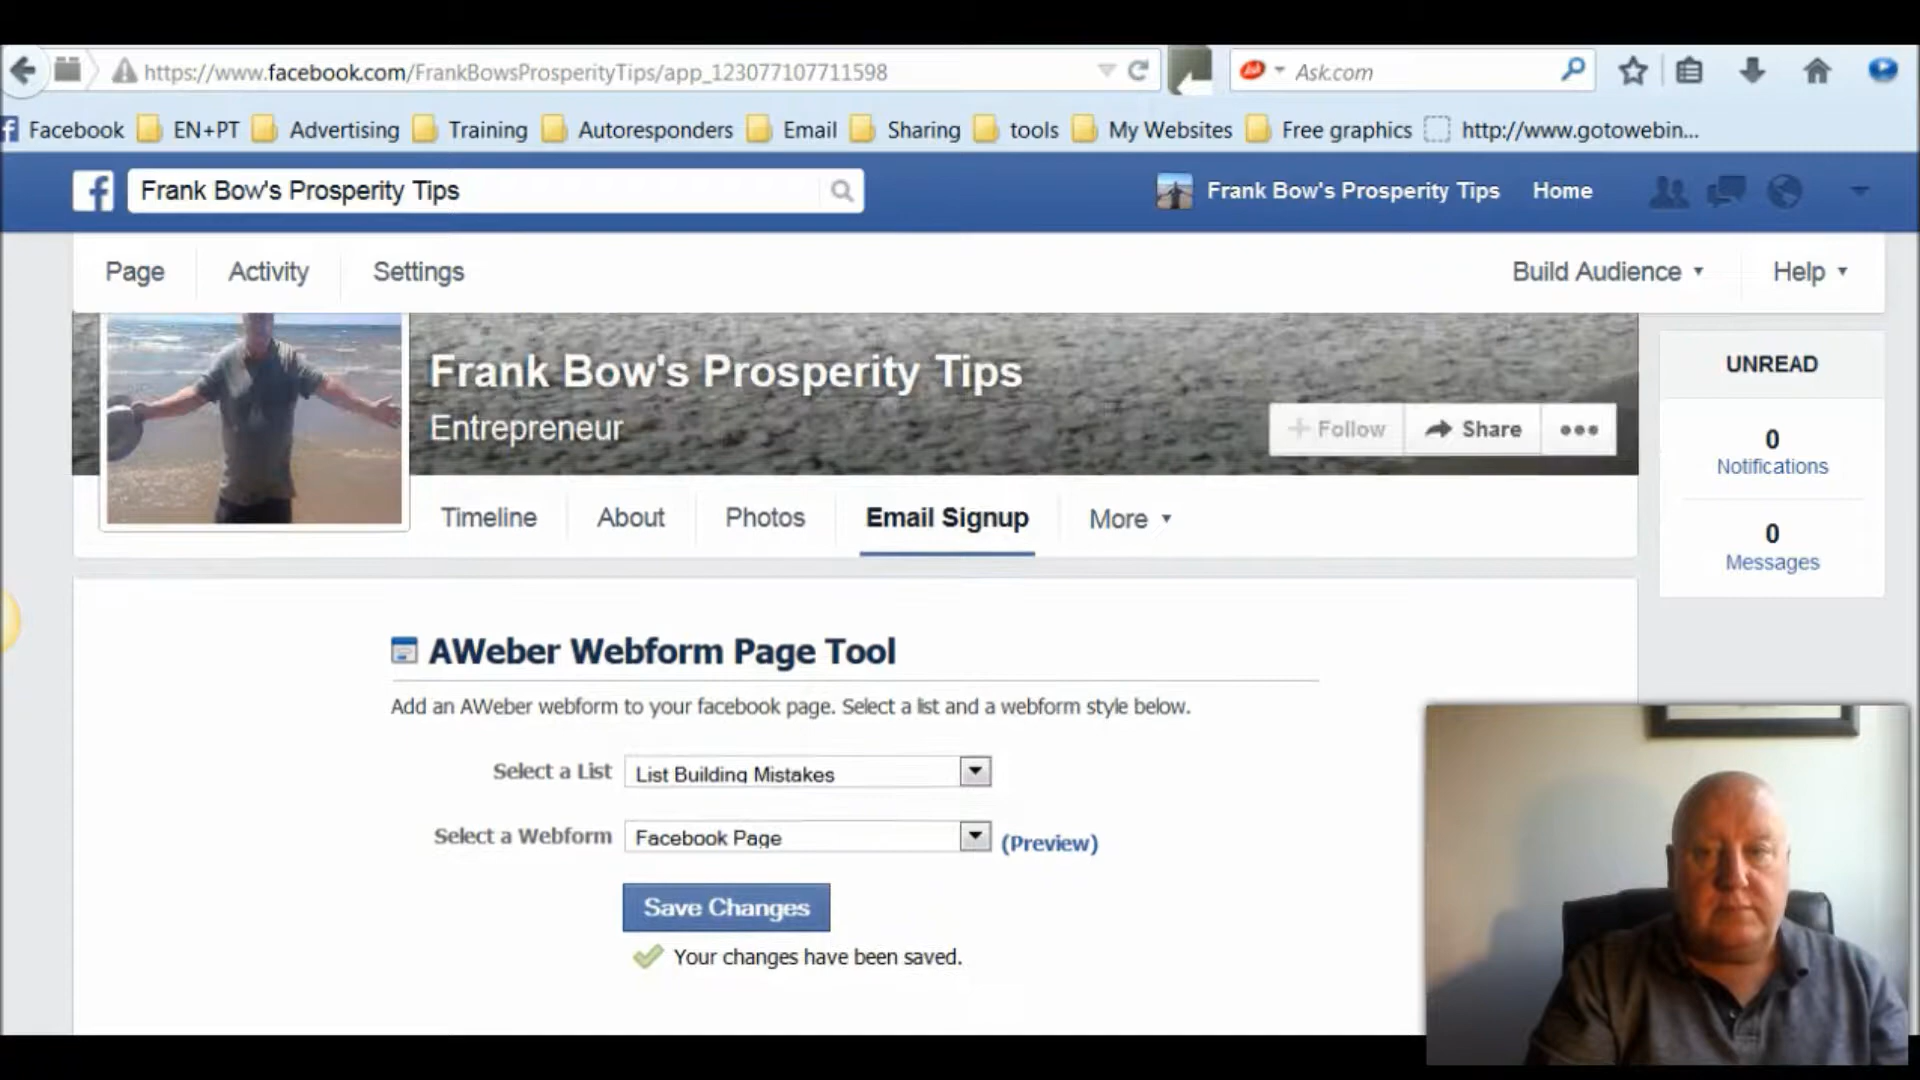 https://www.facebook.com/FrankBowsProsperityTips/app_123077107711598
Ask.com
Facebook EN+PT Advertising Training Autoresponders Email Sharing tools My Websites Free graphics http://www.gotowebin...
Frank Bow's Prosperity Tips
Frank Bow's Prosperity Tips Home
Page Activity Settings Build Audience Help
Frank Bow's Prosperity Tips
Entrepreneur
Follow Share
UNREAD
0
Notifications
0
Messages
Timeline About Photos Email Signup More
AWeber Webform Page Tool
Add an AWeber webform to your facebook page. Select a list and a webform style below.
Select a List List Building Mistakes
Select a Webform Facebook Page (Preview)
Save Changes
Your changes have been saved.